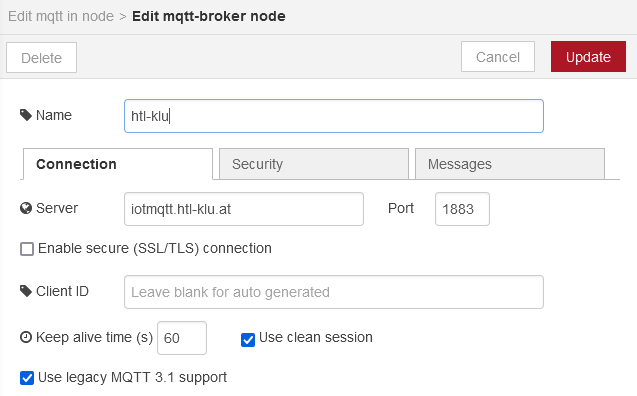 Edit mqtt in node > Edit mqtt-broker node
Delete Cancel Update
Name htl-klu
Connection Security Messages
Server iotmqtt.htl-klu.at Port 1883
Enable secure (SSL/TLS) connection
Client ID Leave blank for auto generated
Keep alive time (s) 60 Use clean session
Use legacy MQTT 3.1 support